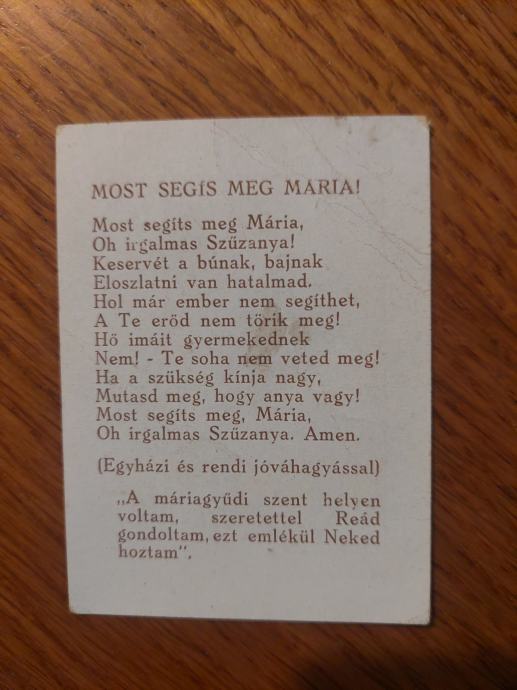 MOST SEGÍS MEG MÁRIA!
Most segíts meg Mária,
Oh irgalmas Szűzanya!
Keservét a búnak, bajnak
Eloszlatni van hatalmad.
Hol már ember nem segíthet,
A Te erőd nem törik meg!
Hő imáit gyermekednek
Nem! - Te soha nem veted meg!
Ha a szükség kínja nagy,
Mutasd meg, hogy anya vagy!
Most segíts meg, Mária,
Oh irgalmas Szűzanya. Amen.
(Egyházi és rendi jóváhagyással)
„A máriagyűdi szent helyen
voltam, szeretettel Reád
gondoltam, ezt emlékül Neked
hoztam".